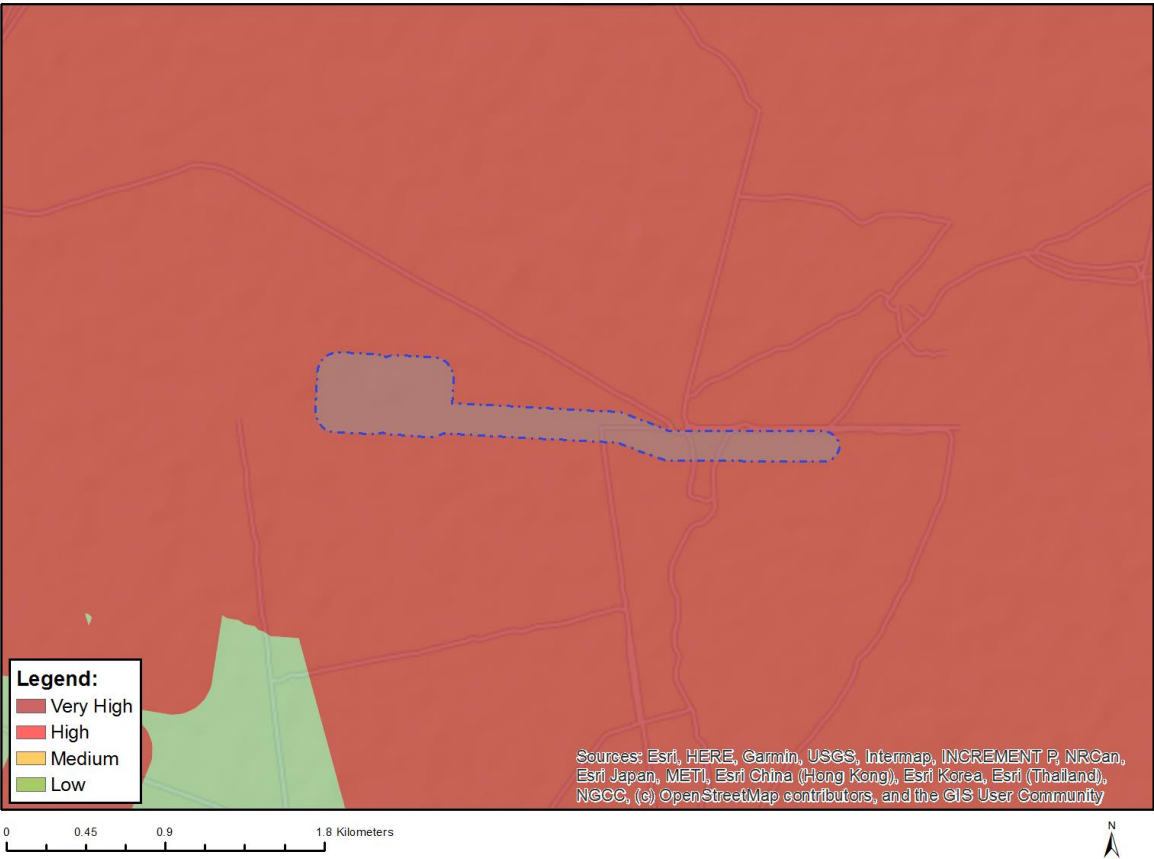 Legend:
Very High
High
Medium
Low
Sources: Esri, HERE, Garmin, USGS, Intermap, INCREMENT P, NRCan,
Esri Japan, METI, Esri China (Hong Kong), Esri Korea, Esri (Thailand),
NGCC, (c) OpenStreetMap contributors, and the GIS User Community
0 0.45 0.9 1.8 Kilometers
N